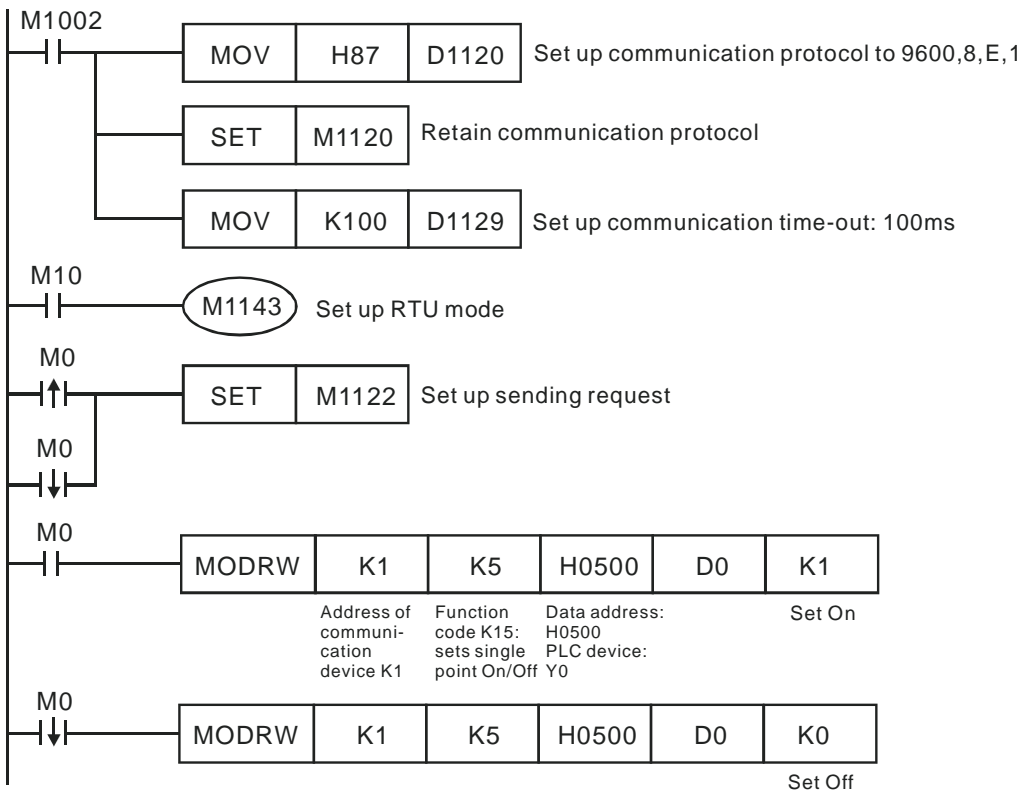 M1002
MOV H87 D1120 Set up communication protocol to 9600,8,E,1
SET M1120 Retain communication protocol
MOV K100 D1129 Set up communication time-out: 100ms
M10
M1143 Set up RTU mode
M0
SET M1122 Set up sending request
M0
M0
MODRW K1 K5 H0500 D0 K1
Address of
communi-
cation
device K1
Function
code K15:
sets single
point On/Off
Data address:
H0500
PLC device:
Y0
Set On
M0
MODRW K1 K5 H0500 D0 K0
Set Off